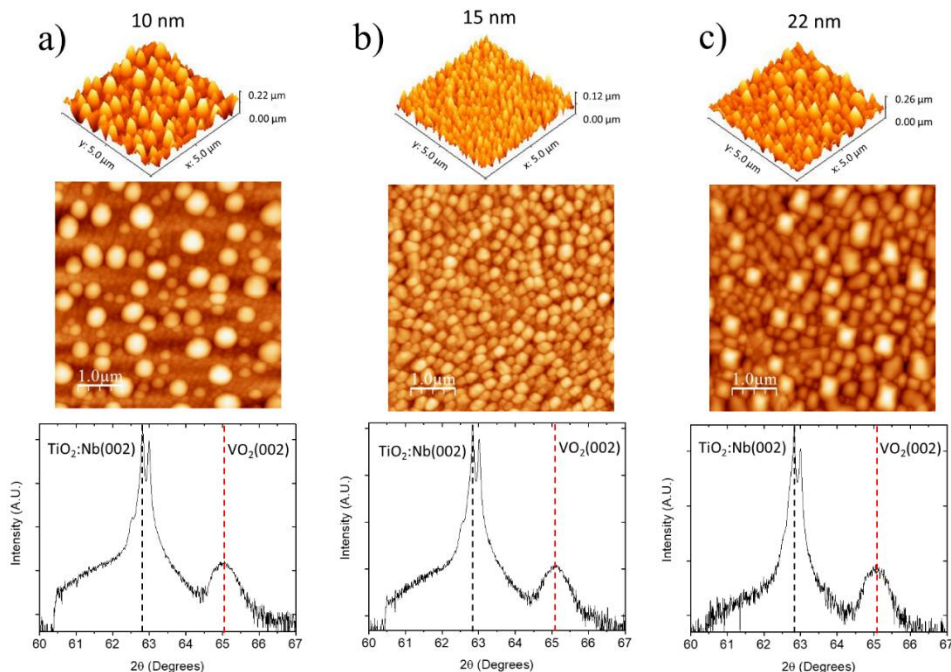 10 nm
15 nm
22 nm
a)
b)
c)
0.22 µm
0.00 µm
y: 5.0 µm
x: 5.0 µm
0.12 µm
0.00 µm
y: 5.0 µm
x: 5.0 µm
0.26 µm
0.00 µm
y: 5.0 µm
x: 5.0 µm
1.0µm
1.0µm
1.0µm
TiO₂:Nb(002)
VO₂(002)
Intensity (A.U.)
60 61 62 63 64 65 66 67
2θ (Degrees)
TiO₂:Nb(002)
VO₂(002)
Intensity (A.U.)
60 61 62 63 64 65 66 67
2θ (Degrees)
TiO₂:Nb(002)
VO₂(002)
Intensity (A.U.)
60 61 62 63 64 65 66 67
2θ (Degrees)